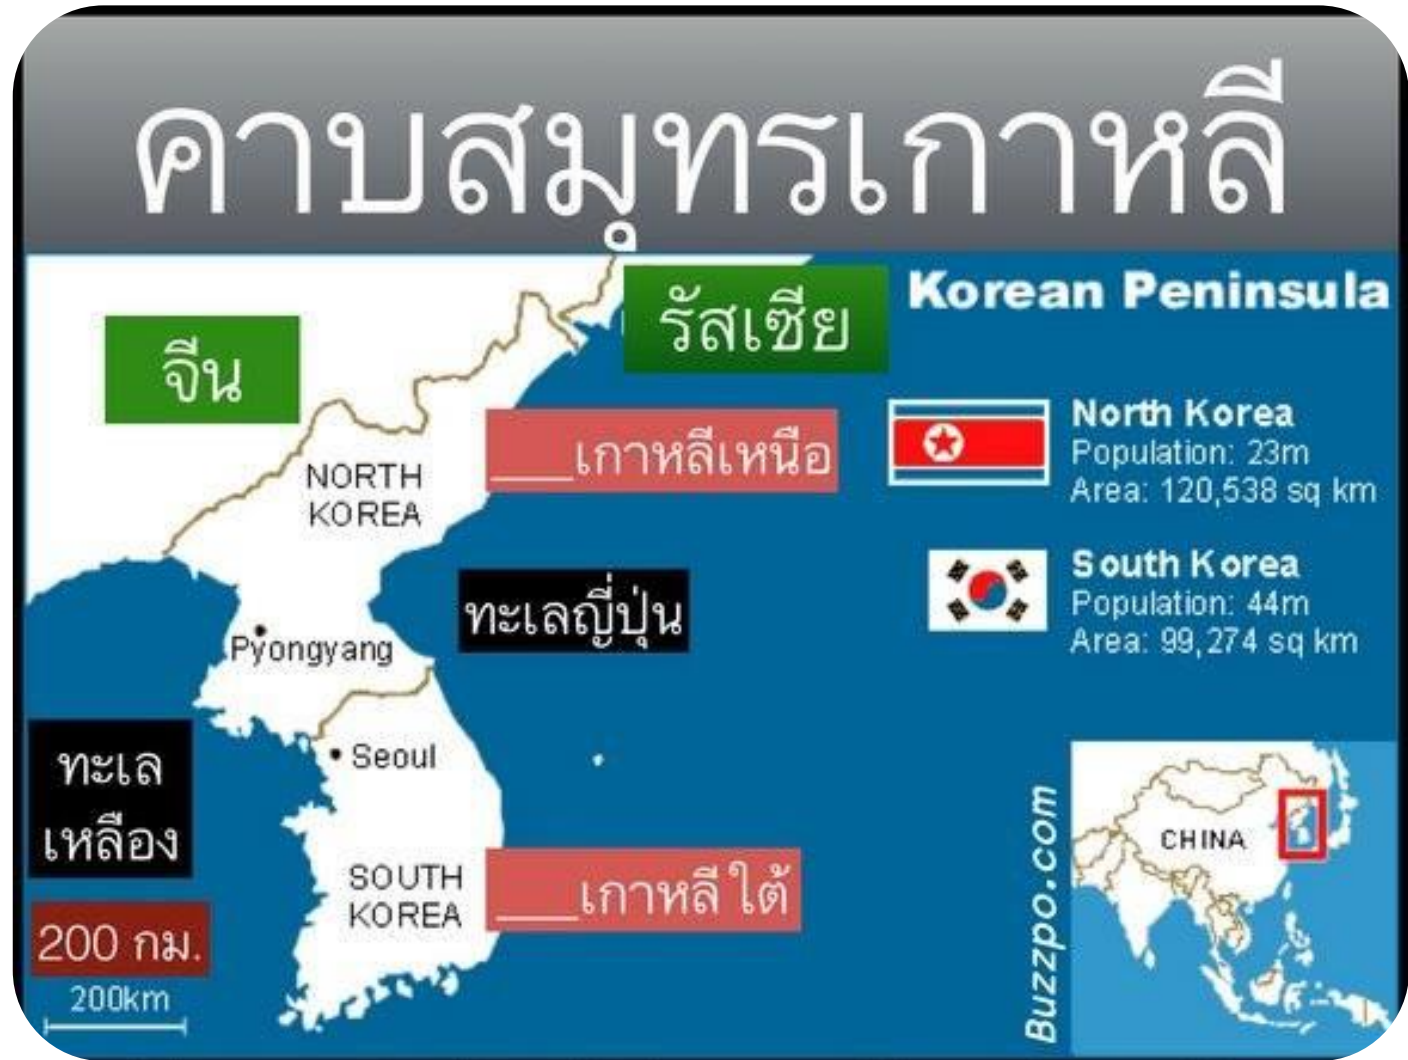 คาบสมุทรเกาหลี
Korean Peninsula
รัสเซีย
จีน
___เกาหลีเหนือ
NORTH
KOREA
North Korea
Population: 23m
Area: 120,538 sq km
ทะเลญี่ปุ่น
South Korea
Population: 44m
Area: 99,274 sq km
Pyongyang
Seoul
ทะเล
เหลือง
SOUTH
KOREA
___เกาหลีใต้
200 กม.
200km
CHINA
Buzzpo.com